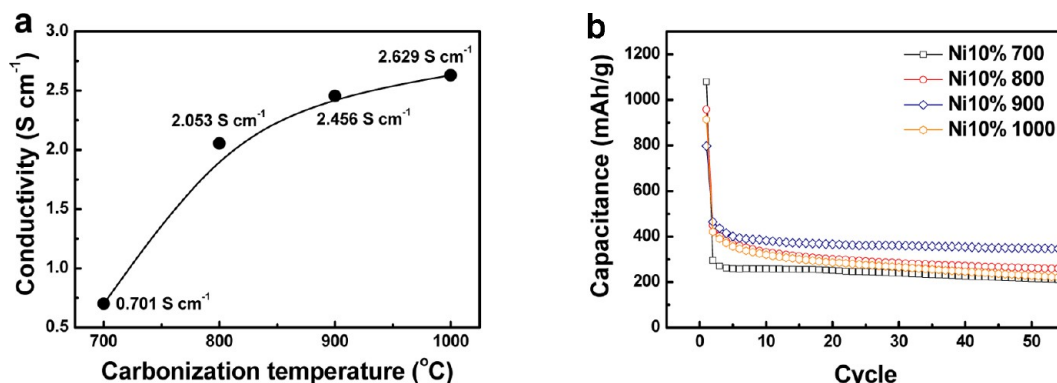 a
3.0
2.5
2.0
1.5
1.0
0.5
Conductivity (S cm⁻¹)
2.629 S cm⁻¹
2.053 S cm⁻¹
2.456 S cm⁻¹
0.701 S cm⁻¹
700 800 900 1000
Carbonization temperature (°C)
b
1200
1000
800
600
400
200
0
Capacitance (mAh/g)
Ni10% 700
Ni10% 800
Ni10% 900
Ni10% 1000
0 10 20 30 40 50
Cycle